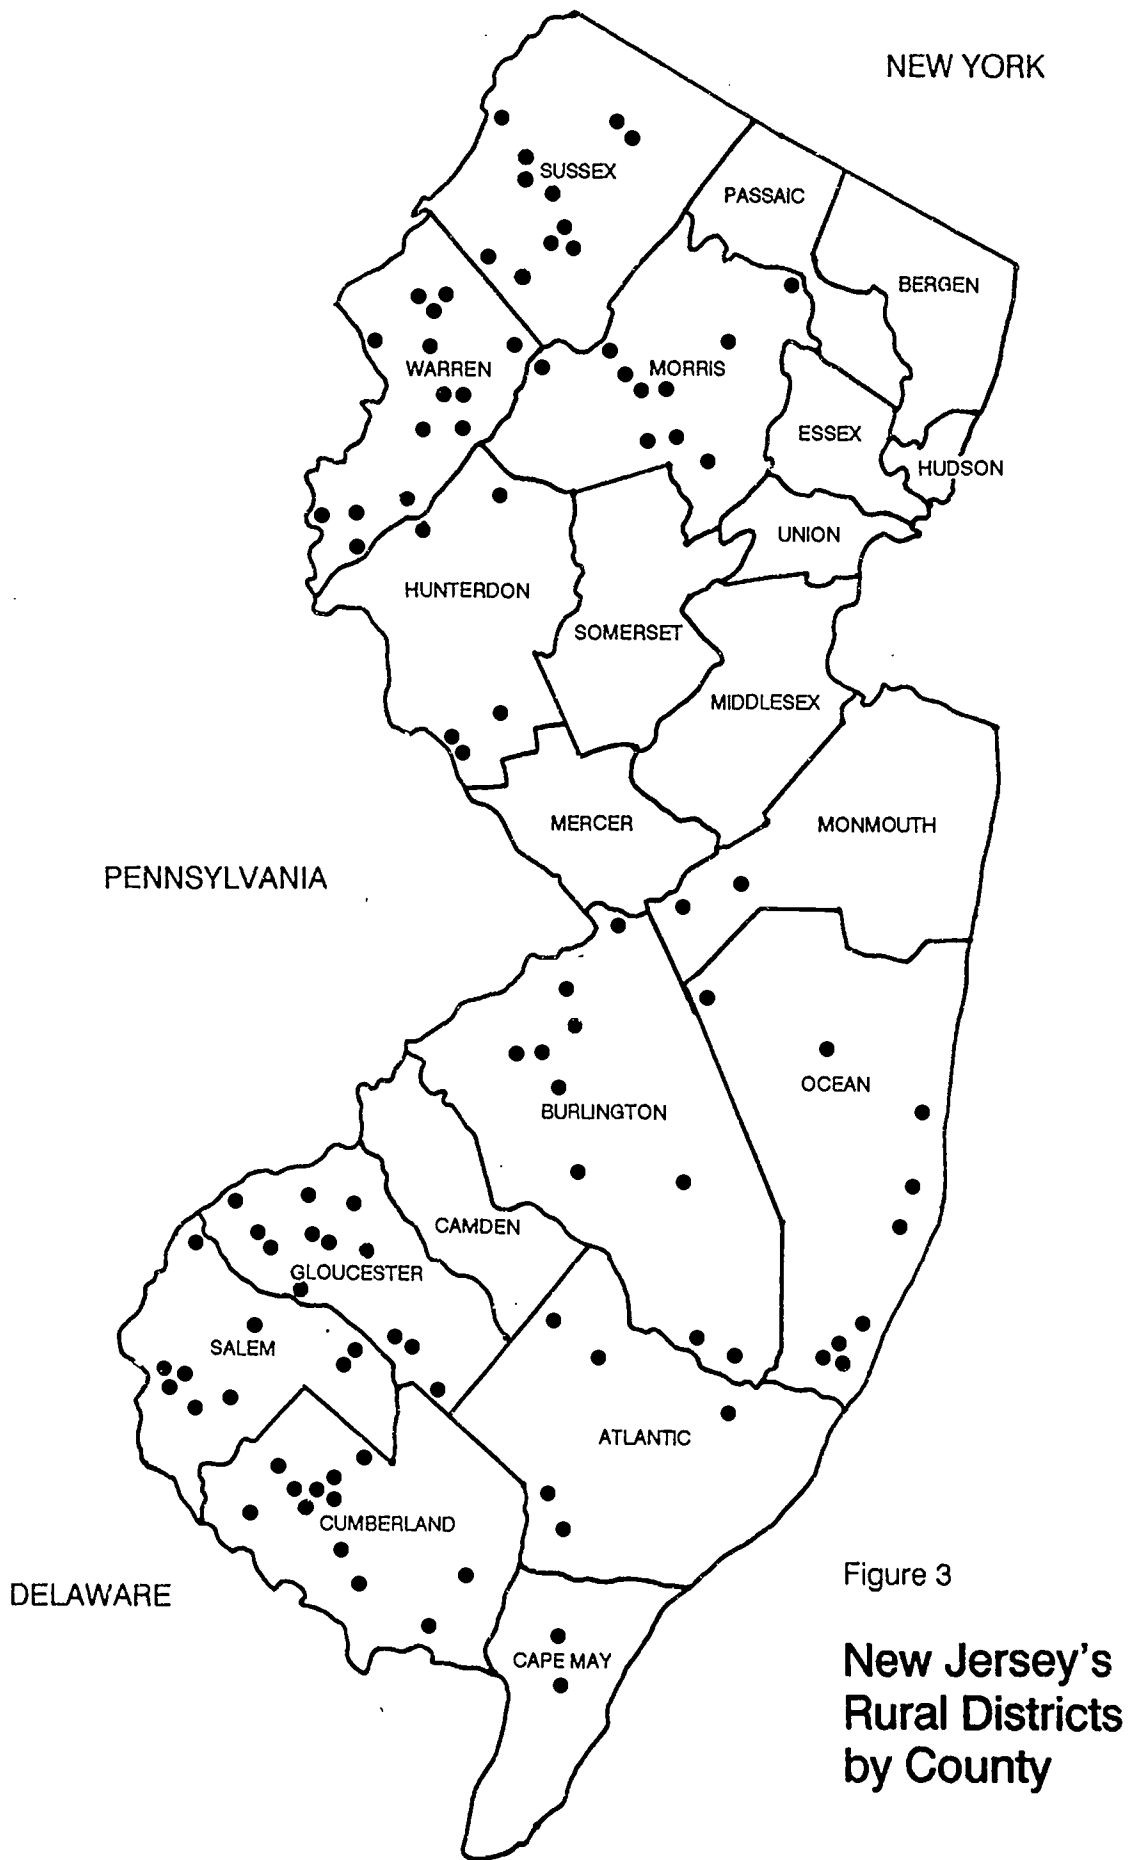 NEW YORK
SUSSEX
PASSAIC
BERGEN
WARREN
MORRIS
ESSEX
HUDSON
UNION
HUNTERDON
SOMERSET
MIDDLESEX
MERCER
MONMOUTH
PENNSYLVANIA
OCEAN
BURLINGTON
CAMDEN
GLOUCESTER
SALEM
ATLANTIC
CUMBERLAND
DELAWARE
CAPE MAY
Figure 3
New Jersey's
Rural Districts
by County